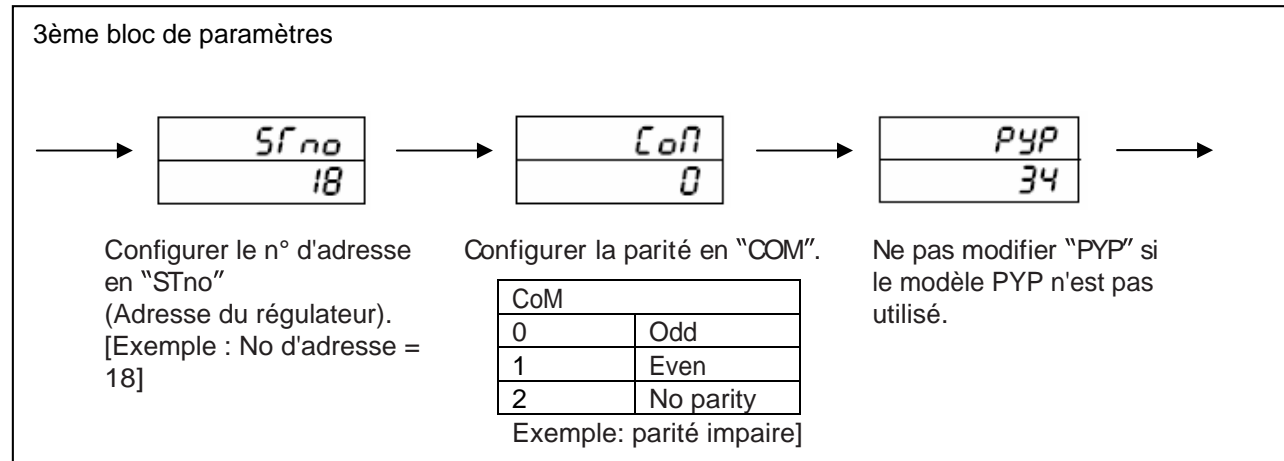 3ème bloc de paramètres
STno
18
CoM
0
PYP
34
Configurer le n° d'adresse
en "STno"
(Adresse du régulateur).
[Exemple : No d'adresse =
18]
Configurer la parité en "COM".
CoM
0 Odd
1 Even
2 No parity
Exemple: parité impaire]
Ne pas modifier "PYP" si
le modèle PYP n'est pas
utilisé.